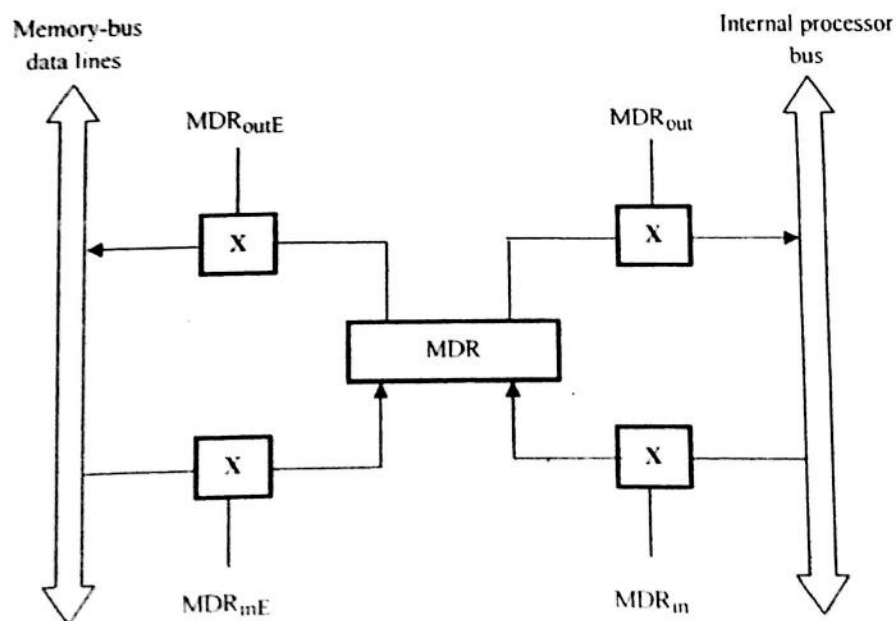 Memory-bus
data lines
Internal processor
bus
MDRoutE
MDRout
X
X
MDR
X
X
MDRinE
MDRin